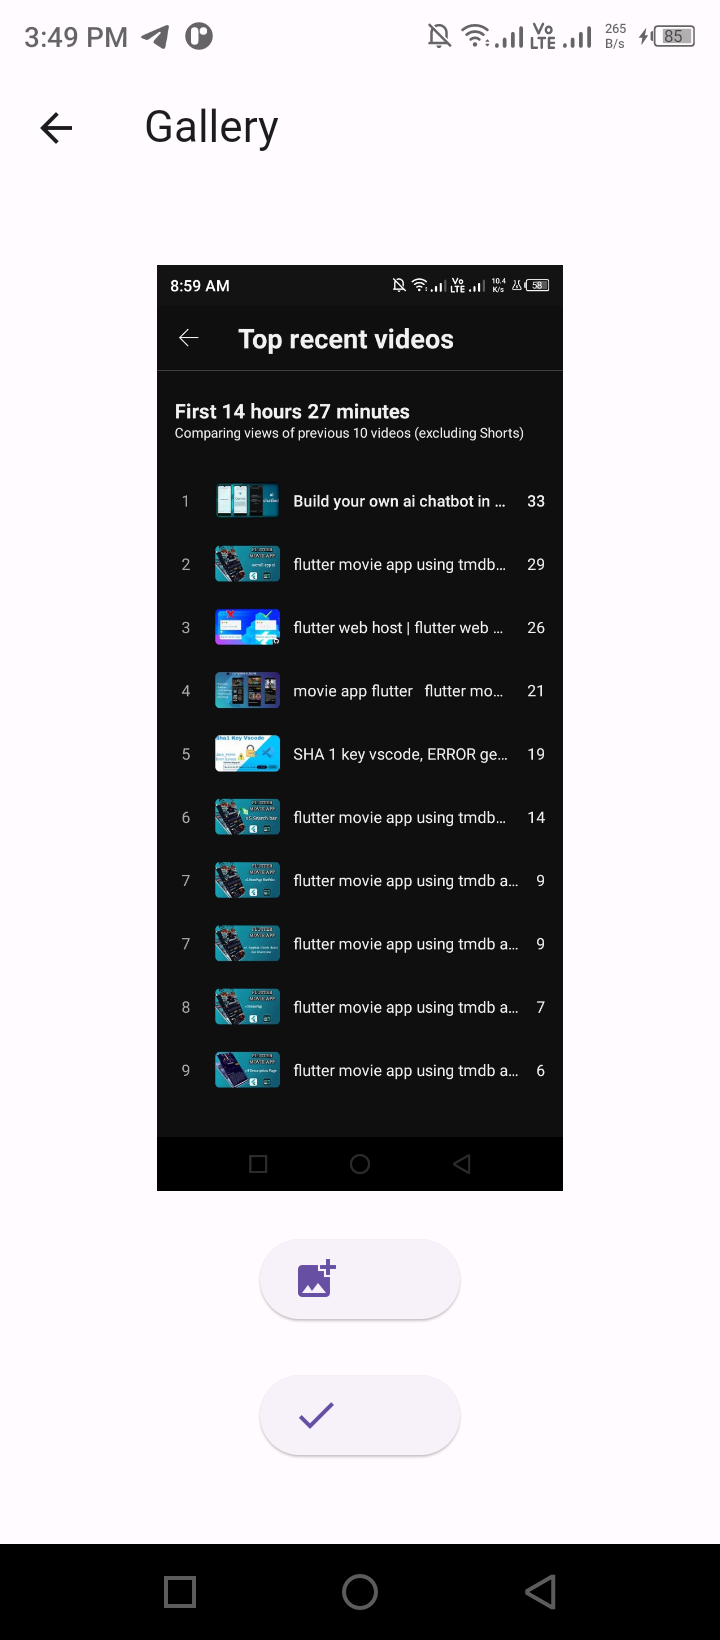 3:49 PM
Vo
LTE
265
B/s
85
Gallery
8:59 AM
Vo
LTE
10.4
K/s
58
Top recent videos
First 14 hours 27 minutes
Comparing views of previous 10 videos (excluding Shorts)
1 Build your own ai chatbot in ... 33
2 flutter movie app using tmdb... 29
3 flutter web host | flutter web ... 26
4 movie app flutter flutter mo... 21
5 SHA 1 key vscode, ERROR ge... 19
6 flutter movie app using tmdb... 14
7 flutter movie app using tmdb a... 9
7 flutter movie app using tmdb a... 9
8 flutter movie app using tmdb a... 7
9 flutter movie app using tmdb a... 6